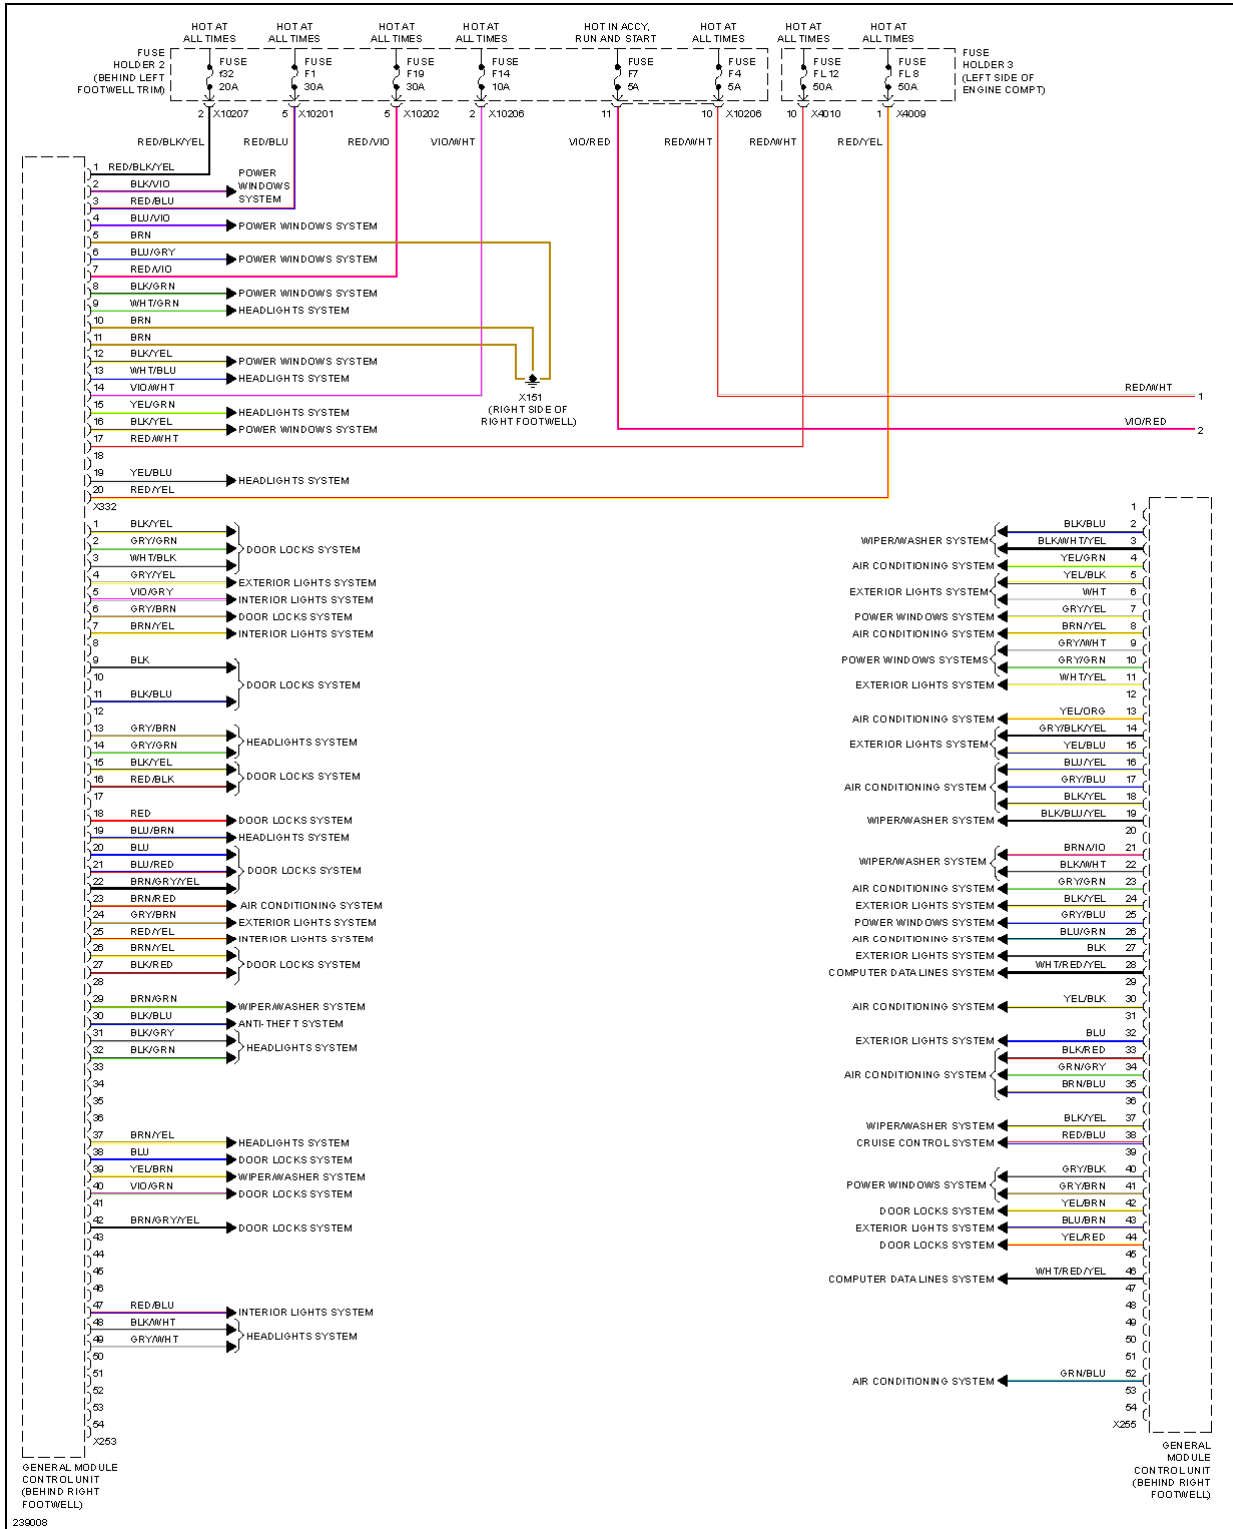 HOT AT
ALL TIMES
HOT AT
ALL TIMES
HOT AT
ALL TIMES
HOT AT
ALL TIMES
HOT IN ACCY,
RUN AND START
HOT AT
ALL TIMES
HOT AT
ALL TIMES
HOT AT
ALL TIMES
FUSE
HOLDER 2
(BEHIND LEFT
FOOTWELL TRIM)
FUSE
f32
20A
FUSE
F1
30A
FUSE
F19
30A
FUSE
F14
10A
FUSE
F7
5A
FUSE
F4
5A
FUSE
FL 12
50A
FUSE
FL 8
50A
FUSE
HOLDER 3
(LEFT SIDE OF
ENGINE COMPT)
2 X10207
5 X10201
5 X10202
2 X10206
11
10 X10206
10 X4010
1 X4009
RED/BLK/YEL
RED/BLU
RED/VIO
VIO/WHT
VIO/RED
RED/WHT
RED/WHT
RED/YEL
1 RED/BLK/YEL
2 BLK/VIO
POWER
WINDOWS
SYSTEM
3 RED/BLU
4 BLU/VIO POWER WINDOWS SYSTEM
5 BRN
6 BLU/GRY POWER WINDOWS SYSTEM
7 RED/VIO
8 BLK/GRN POWER WINDOWS SYSTEM
9 WHT/GRN HEADLIGHTS SYSTEM
10 BRN
11 BRN
12 BLK/YEL POWER WINDOWS SYSTEM
13 WHT/BLU HEADLIGHTS SYSTEM
14 VIO/WHT
15 YEL/GRN HEADLIGHTS SYSTEM
16 BLK/YEL POWER WINDOWS SYSTEM
17 RED/WHT
18
19 YEL/BLU HEADLIGHTS SYSTEM
20 RED/YEL
X332
X151
(RIGHT SIDE OF
RIGHT FOOTWELL)
RED/WHT 1
VIO/RED 2
1 BLK/YEL
2 GRY/GRN DOOR LOCKS SYSTEM
3 WHT/BLK
4 GRY/YEL EXTERIOR LIGHTS SYSTEM
5 VIO/GRY INTERIOR LIGHTS SYSTEM
6 GRY/BRN DOOR LOCKS SYSTEM
7 BRN/YEL INTERIOR LIGHTS SYSTEM
8
9 BLK
10 DOOR LOCKS SYSTEM
11 BLK/BLU
12
13 GRY/BRN HEADLIGHTS SYSTEM
14 GRY/GRN
15 BLK/YEL DOOR LOCKS SYSTEM
16 RED/BLK
17
18 RED DOOR LOCKS SYSTEM
19 BLU/BRN HEADLIGHTS SYSTEM
20 BLU
21 BLU/RED DOOR LOCKS SYSTEM
22 BRN/GRY/YEL
23 BRN/RED AIR CONDITIONING SYSTEM
24 GRY/BRN EXTERIOR LIGHTS SYSTEM
25 RED/YEL INTERIOR LIGHTS SYSTEM
26 BRN/YEL DOOR LOCKS SYSTEM
27 BLK/RED
28
29 BRN/GRN WIPER/WASHER SYSTEM
30 BLK/BLU ANTI-THEFT SYSTEM
31 BLK/GRY HEADLIGHTS SYSTEM
32 BLK/GRN
33
34
35
36
37 BRN/YEL HEADLIGHTS SYSTEM
38 BLU DOOR LOCKS SYSTEM
39 YEL/BRN WIPER/WASHER SYSTEM
40 VIO/GRN DOOR LOCKS SYSTEM
41
42 BRN/GRY/YEL DOOR LOCKS SYSTEM
43
44
45
46
47 RED/BLU INTERIOR LIGHTS SYSTEM
48 BLK/WHT HEADLIGHTS SYSTEM
49 GRY/WHT
50
51
52
53
54
X253
GENERAL MODULE
CONTROL UNIT
(BEHIND RIGHT
FOOTWELL)
1
BLK/BLU 2
WIPER/WASHER SYSTEM BLK/WHT/YEL 3
AIR CONDITIONING SYSTEM YEL/GRN 4
YEL/BLK 5
EXTERIOR LIGHTS SYSTEM WHT 6
POWER WINDOWS SYSTEM GRY/YEL 7
AIR CONDITIONING SYSTEM BRN/YEL 8
GRY/WHT 9
POWER WINDOWS SYSTEMS GRY/GRN 10
EXTERIOR LIGHTS SYSTEM WHT/YEL 11
12
AIR CONDITIONING SYSTEM YEL/ORG 13
GRY/BLK/YEL 14
EXTERIOR LIGHTS SYSTEM YEL/BLU 15
BLU/YEL 16
AIR CONDITIONING SYSTEM GRY/BLU 17
BLK/YEL 18
WIPER/WASHER SYSTEM BLK/BLU/YEL 19
20
BRN/VIO 21
WIPER/WASHER SYSTEM BLK/WHT 22
AIR CONDITIONING SYSTEM GRY/GRN 23
EXTERIOR LIGHTS SYSTEM BLK/YEL 24
POWER WINDOWS SYSTEM GRY/BLU 25
AIR CONDITIONING SYSTEM BLU/GRN 26
EXTERIOR LIGHTS SYSTEM BLK 27
COMPUTER DATA LINES SYSTEM WHT/RED/YEL 28
29
AIR CONDITIONING SYSTEM YEL/BLK 30
31
EXTERIOR LIGHTS SYSTEM BLU 32
BLK/RED 33
AIR CONDITIONING SYSTEM GRN/GRY 34
BRN/BLU 35
36
WIPER/WASHER SYSTEM BLK/YEL 37
CRUISE CONTROL SYSTEM RED/BLU 38
39
GRY/BLK 40
POWER WINDOWS SYSTEM GRY/BRN 41
DOOR LOCKS SYSTEM YEL/BRN 42
EXTERIOR LIGHTS SYSTEM BLU/BRN 43
DOOR LOCKS SYSTEM YEL/RED 44
45
COMPUTER DATA LINES SYSTEM WHT/RED/YEL 46
47
48
49
50
51
AIR CONDITIONING SYSTEM GRN/BLU 52
53
54
X255
GENERAL
MODULE
CONTROL UNIT
(BEHIND RIGHT
FOOTWELL)
239008